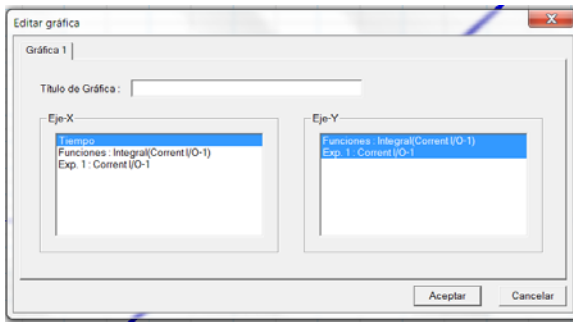 Editar gráfica
Gráfica 1
Título de Gráfica :
Eje-X
Tiempo
Funciones : Integral(Corrent I/O-1)
Exp. 1 : Corrent I/O-1
Eje-Y
Funciones : Integral(Corrent I/O-1)
Exp. 1 : Corrent I/O-1
Aceptar
Cancelar